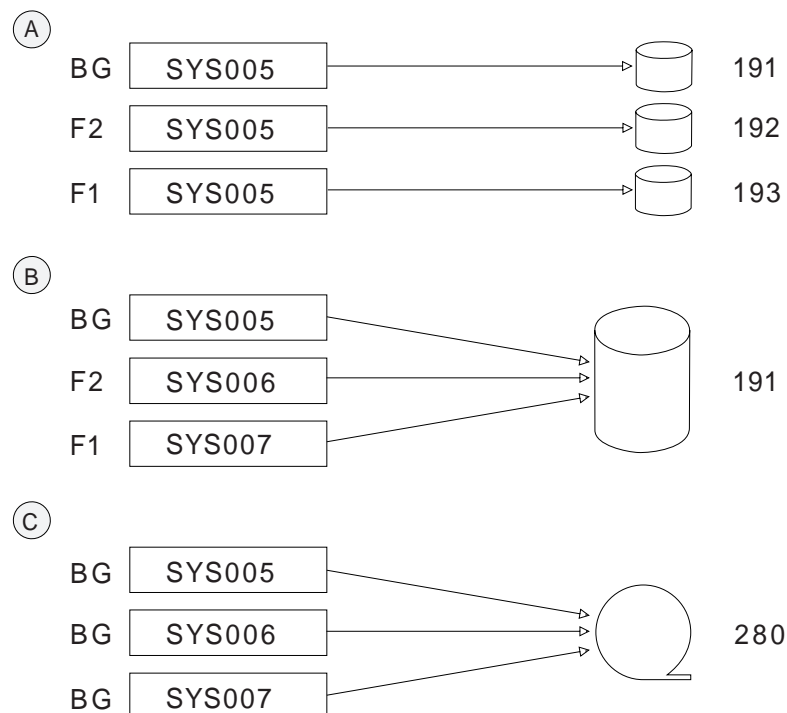 A
BG SYS005 191
F2 SYS005 192
F1 SYS005 193
B
BG SYS005
F2 SYS006 191
F1 SYS007
C
BG SYS005
BG SYS006 280
BG SYS007